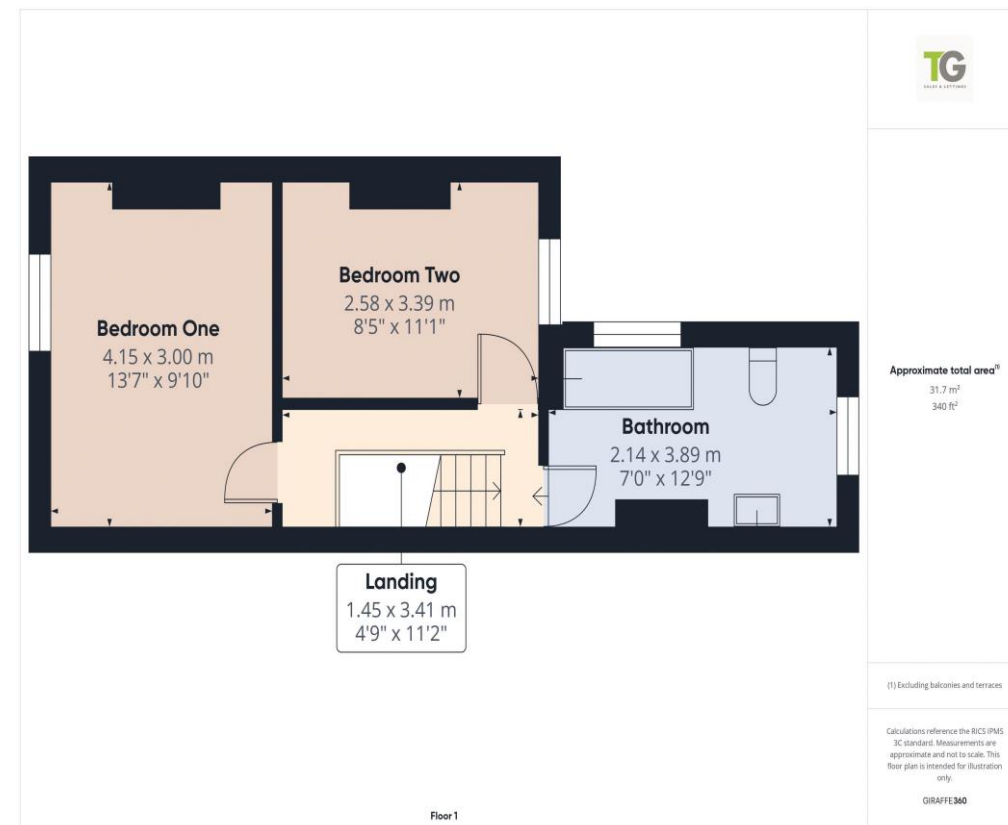 TG
SALES & LETTINGS
Bedroom One
4.15 x 3.00 m
13'7" x 9'10"
Bedroom Two
2.58 x 3.39 m
8'5" x 11'1"
Bathroom
2.14 x 3.89 m
7'0" x 12'9"
Landing
1.45 x 3.41 m
4'9" x 11'2"
Floor 1
Approximate total area⁽¹⁾
31.7 m²
340 ft²
(1) Excluding balconies and terraces
Calculations reference the RICS IPMS
3C standard. Measurements are
approximate and not to scale. This
floor plan is intended for illustration
only.
GIRAFFE360